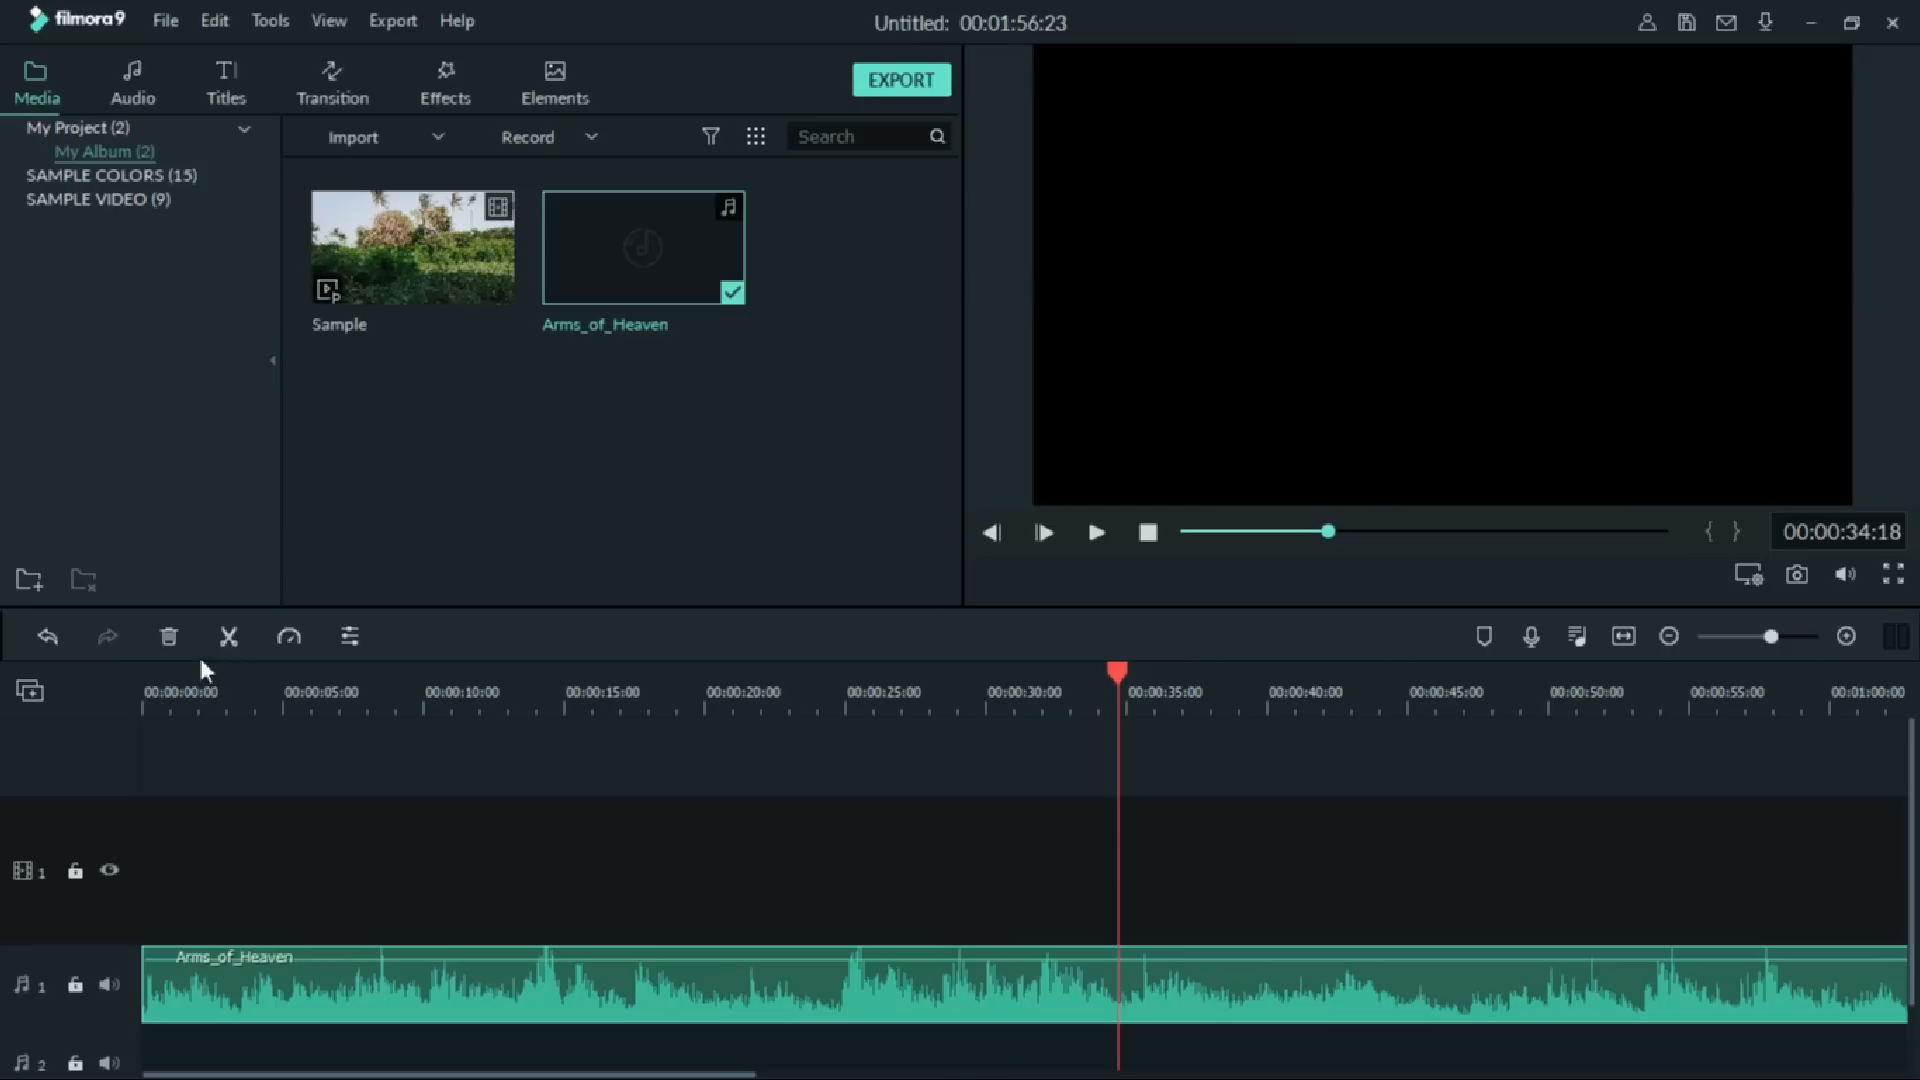 filmora9 File Edit Tools View Export Help Untitled: 00:01:56:23
Media Audio Titles Transition Effects Elements EXPORT
My Project (2)
My Album (2)
SAMPLE COLORS (15)
SAMPLE VIDEO (9)
Import Record Search
Sample Arms_of_Heaven
00:00:34:18
00:00:00:00 00:00:05:00 00:00:10:00 00:00:15:00 00:00:20:00 00:00:25:00 00:00:30:00 00:00:35:00 00:00:40:00 00:00:45:00 00:00:50:00 00:00:55:00 00:01:00:00
1
Arms_of_Heaven
1
2